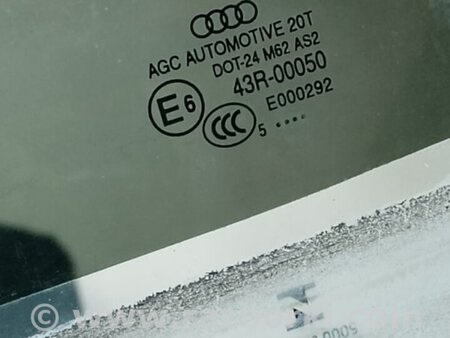 AGC AUTOMOTIVE 20T
DOT-24 M62 AS2
43R-00050
E6
E000292
CCC
5 ....